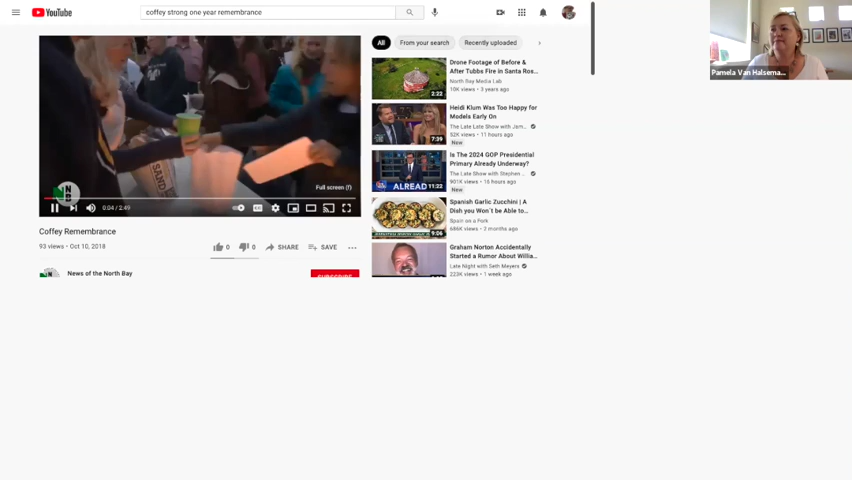 YouTube
coffey strong one year remembrance
Pamela Van Halsema...
SAND
N
B
Full screen (f)
0:04 / 2:49
Coffey Remembrance
93 views • Oct 10, 2018
0
0
SHARE
SAVE
N
News of the North Bay
SUBSCRIBE
All
From your search
Recently uploaded
2:22
Drone Footage of Before &
After Tubbs Fire in Santa Ros...
North Bay Media Lab
10K views • 3 years ago
7:39
Heidi Klum Was Too Happy for
Models Early On
The Late Late Show with Jam...
52K views • 11 hours ago
New
ALREAD
11:22
Is The 2024 GOP Presidential
Primary Already Underway?
The Late Show with Stephen ...
901K views • 16 hours ago
New
9:06
Spanish Garlic Zucchini | A
Dish you Won´t be Able to...
Spain on a Fork
686K views • 2 months ago
Graham Norton Accidentally
Started a Rumor About Willia...
Late Night with Seth Meyers
223K views • 1 week ago